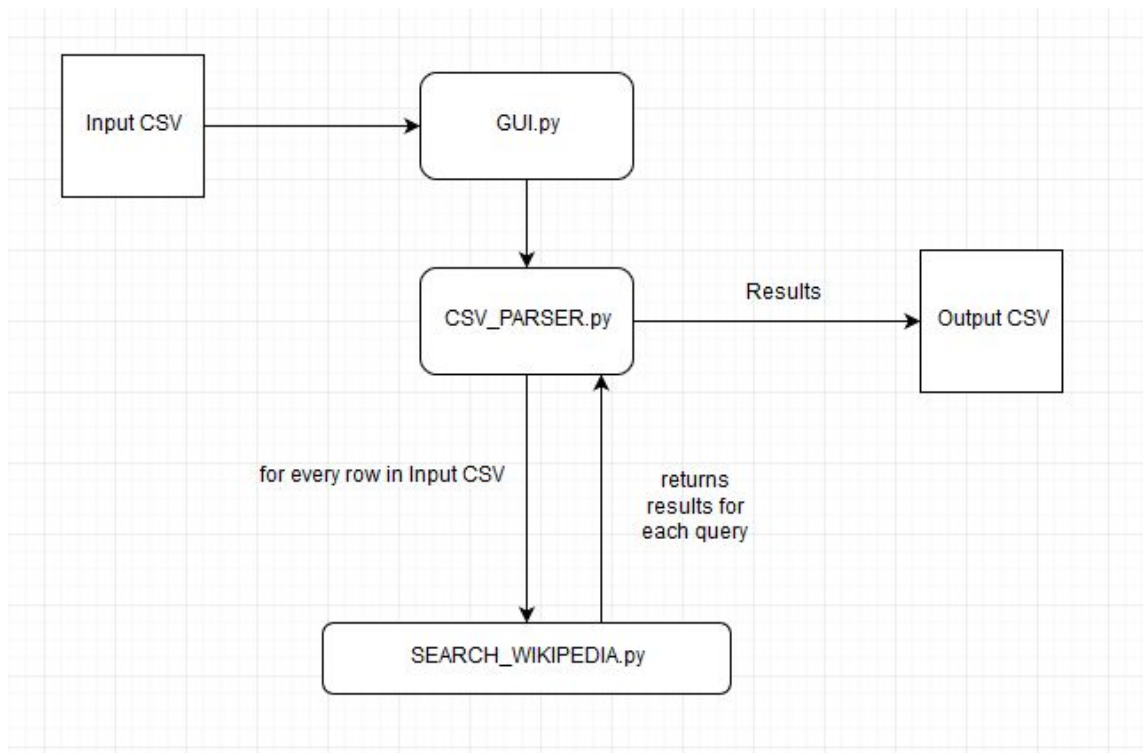 Input CSV
GUI.py
CSV_PARSER.py
Results
Output CSV
for every row in Input CSV
returns
results for
each query
SEARCH_WIKIPEDIA.py